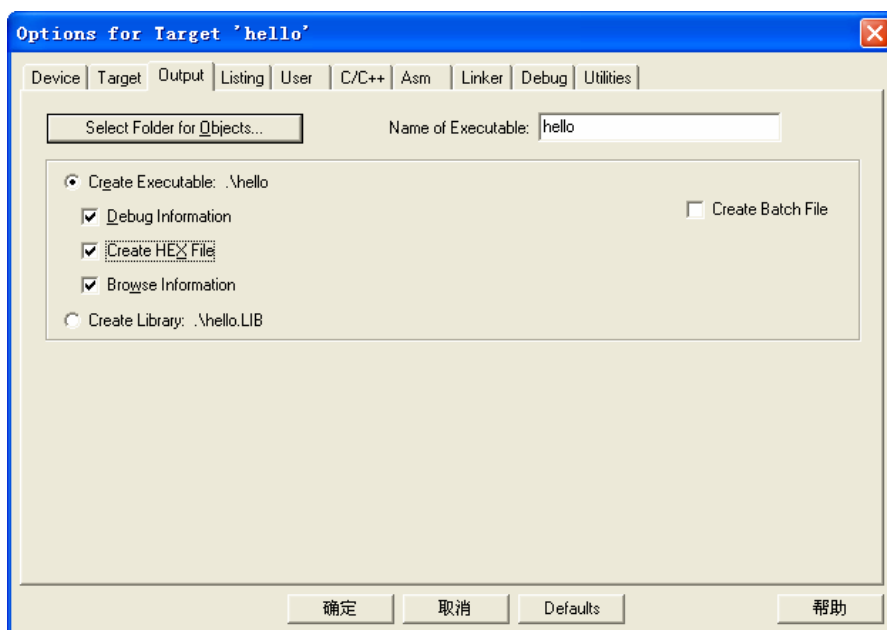 Options for Target 'hello'
Device Target Output Listing User C/C++ Asm Linker Debug Utilities
Select Folder for Objects... Name of Executable: hello
Create Executable: .\hello
Debug Information Create Batch File
Create HEX File
Browse Information
Create Library: .\hello.LIB
确定 取消 Defaults 帮助